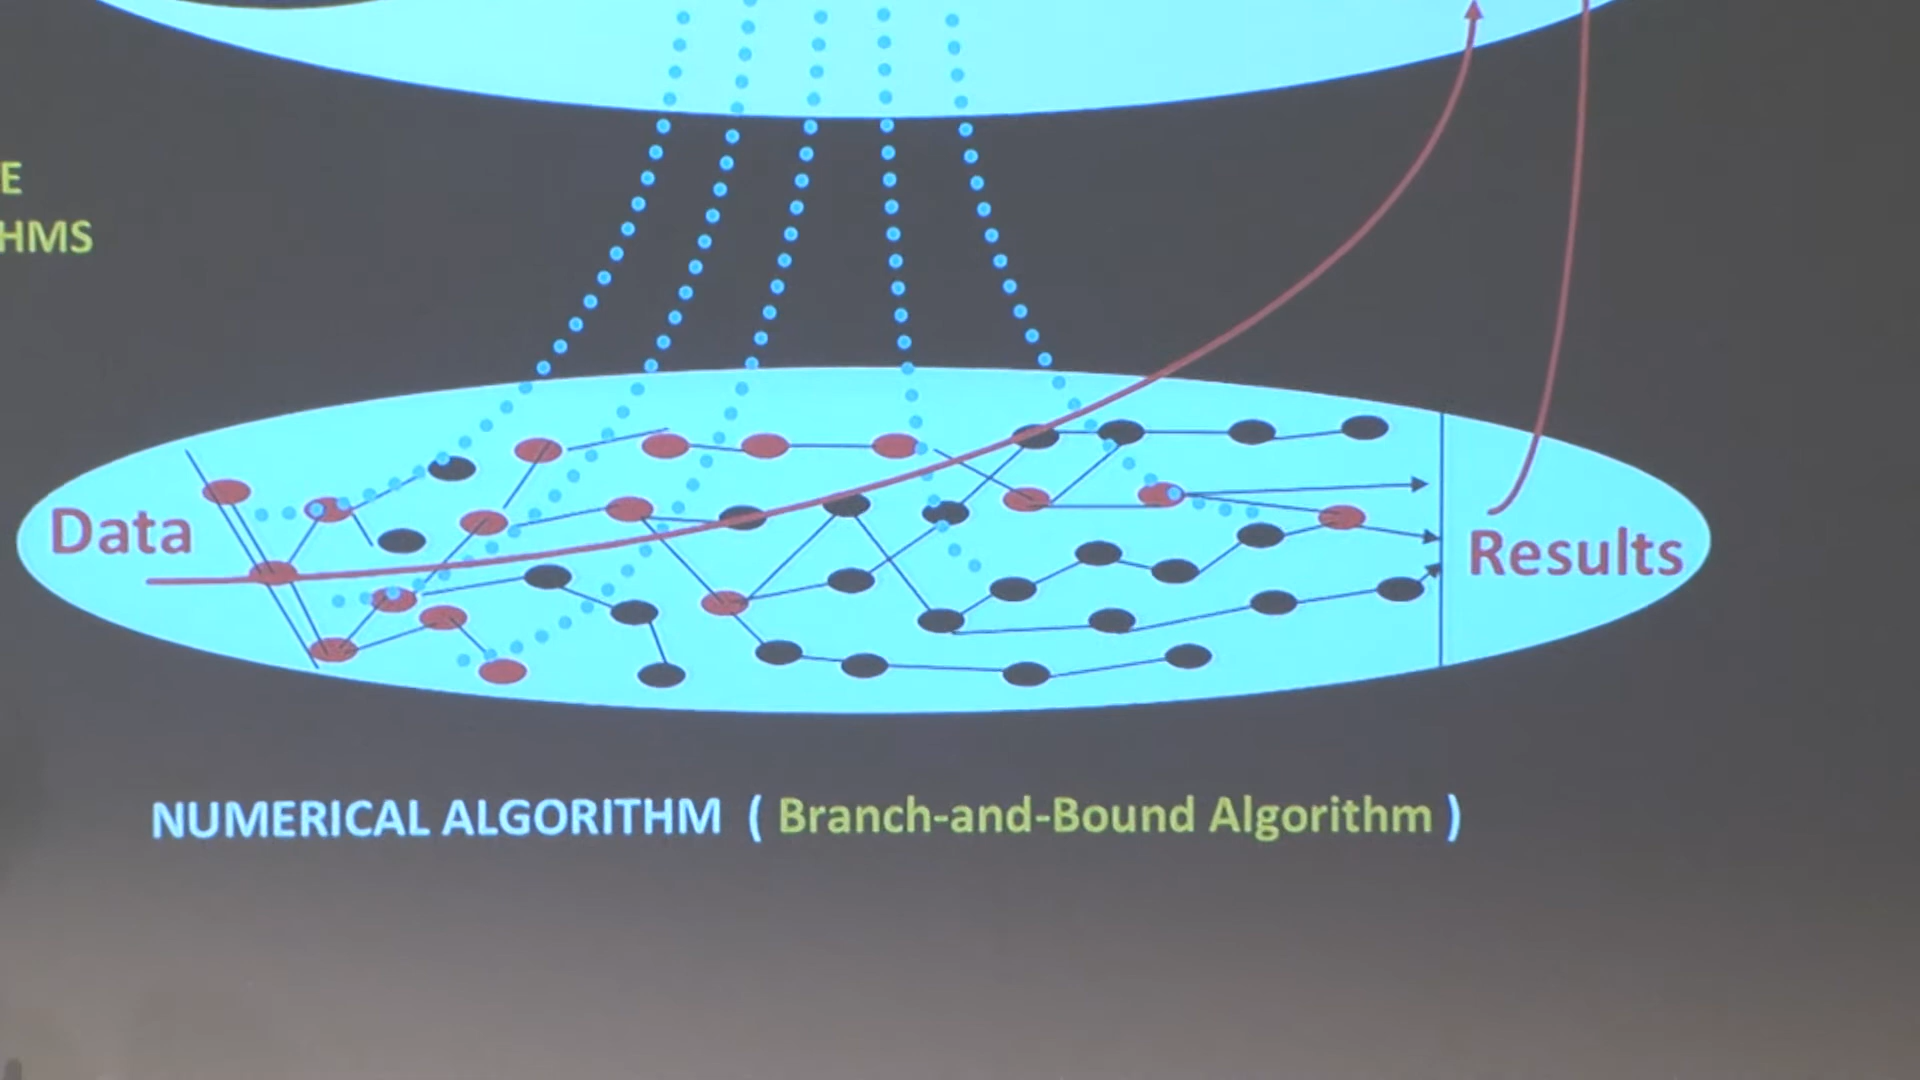 E
HMS
Data
Results
NUMERICAL ALGORITHM ( Branch-and-Bound Algorithm )